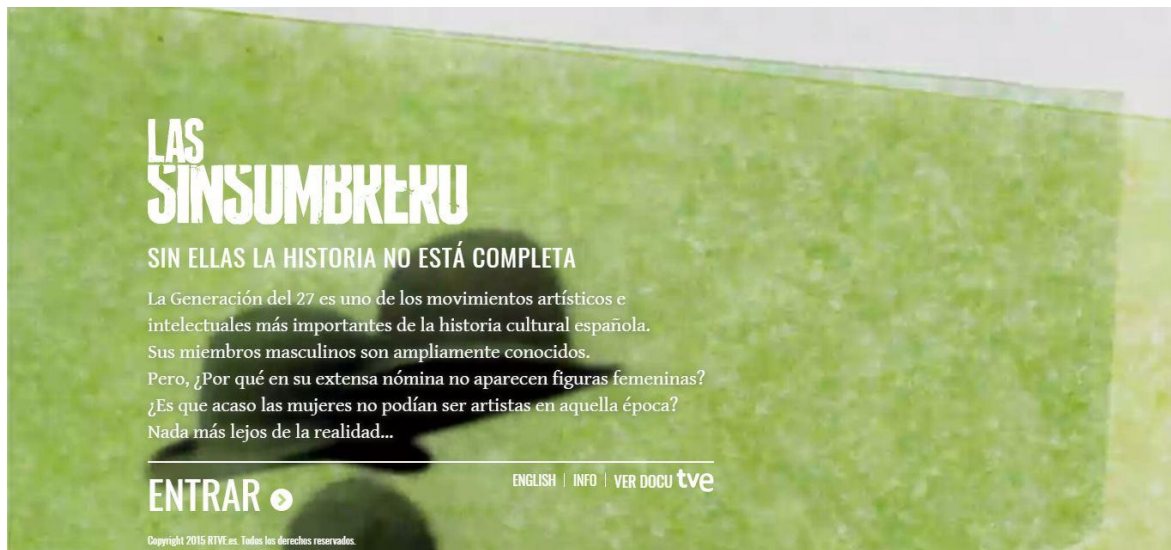 LAS
SINSOMBRERO
SIN ELLAS LA HISTORIA NO ESTÁ COMPLETA
La Generación del 27 es uno de los movimientos artísticos e
intelectuales más importantes de la historia cultural española.
Sus miembros masculinos son ampliamente conocidos.
Pero, ¿Por qué en su extensa nómina no aparecen figuras femeninas?
¿Es que acaso las mujeres no podían ser artistas en aquella época?
Nada más lejos de la realidad...
ENTRAR
ENGLISH | INFO | VER DOCU tve
Copyright 2015 RTVE.es. Todos los derechos reservados.